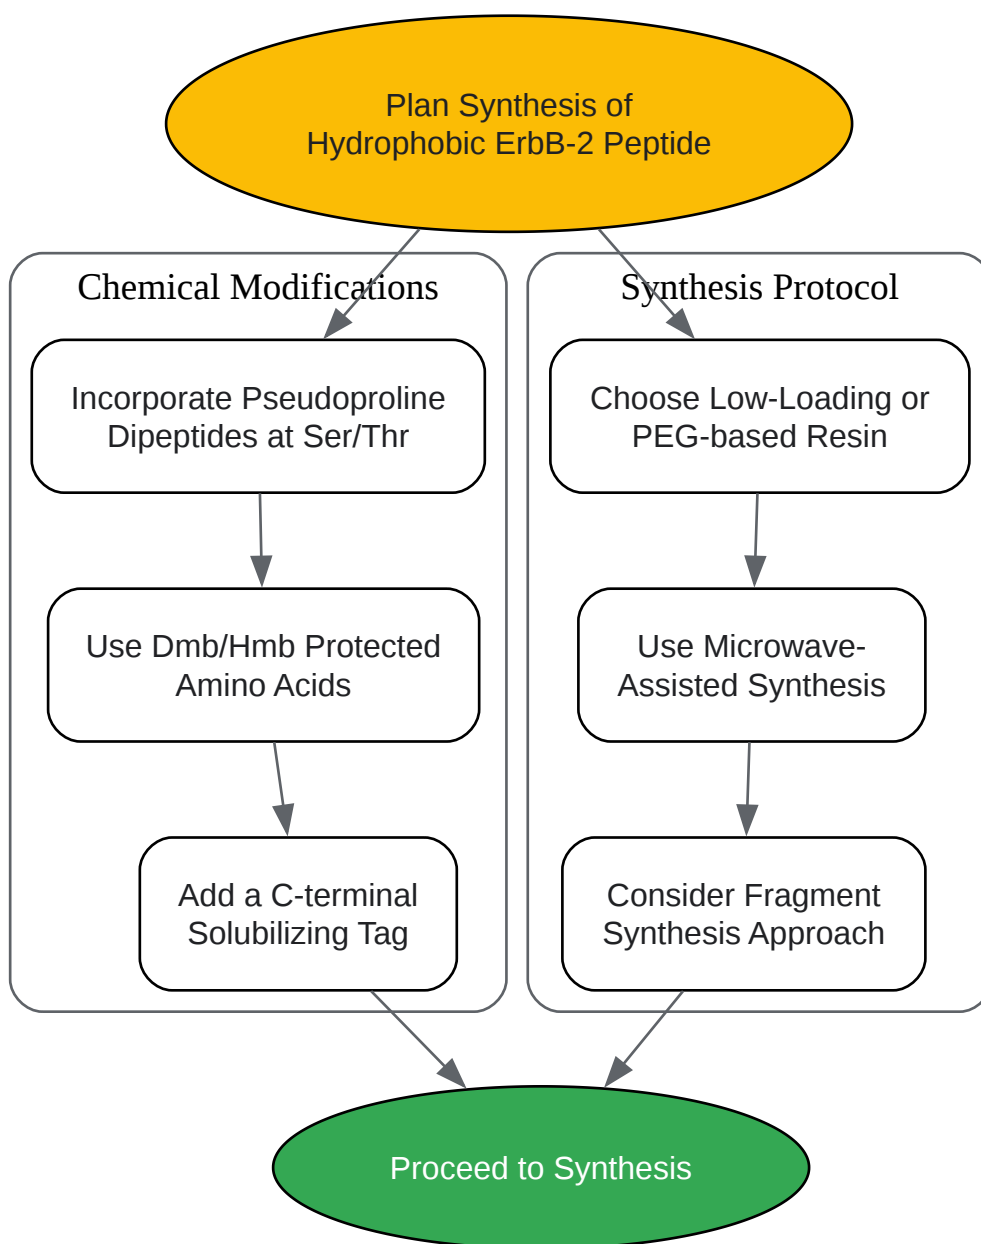 Plan Synthesis of
Hydrophobic ErbB-2 Peptide
Chemical Modifications
Incorporate Pseudoproline
Dipeptides at Ser/Thr
Use Dmb/Hmb Protected
Amino Acids
Add a C-terminal
Solubilizing Tag
Synthesis Protocol
Choose Low-Loading or
PEG-based Resin
Use Microwave-
Assisted Synthesis
Consider Fragment
Synthesis Approach
Proceed to Synthesis